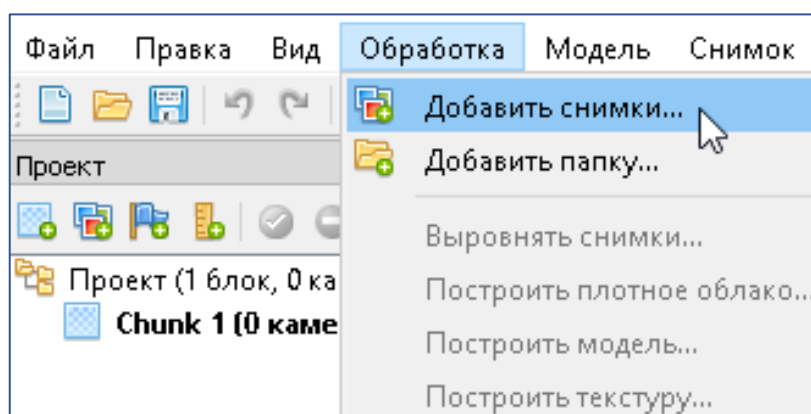 Файл Правка Вид Обработка Модель Снимок
Добавить снимки...
Проект
Добавить папку...
Выровнять снимки...
Проект (1 блок, 0 ка
Построить плотное облако...
Chunk 1 (0 каме
Построить модель...
Построить текстуру...